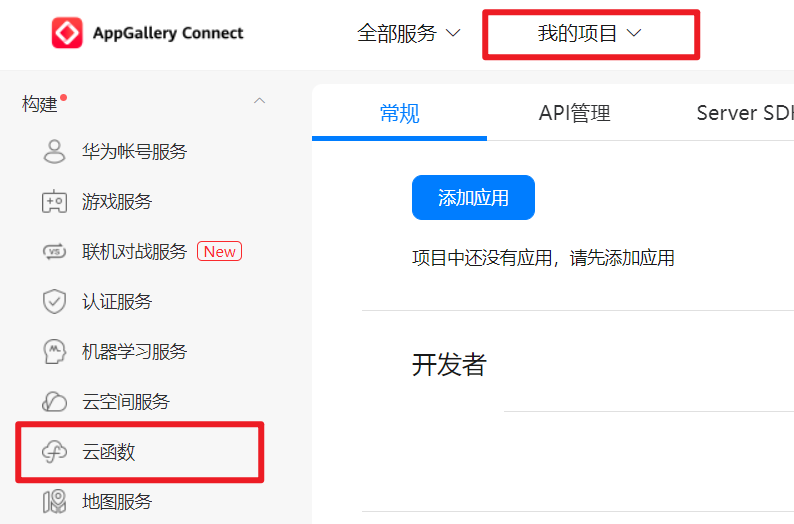 AppGallery Connect 全部服务 我的项目
构建
常规 API管理 Server SDK
华为帐号服务
添加应用
游戏服务
联机对战服务 New
项目中还没有应用，请先添加应用
认证服务
机器学习服务
开发者
云空间服务
云函数
地图服务